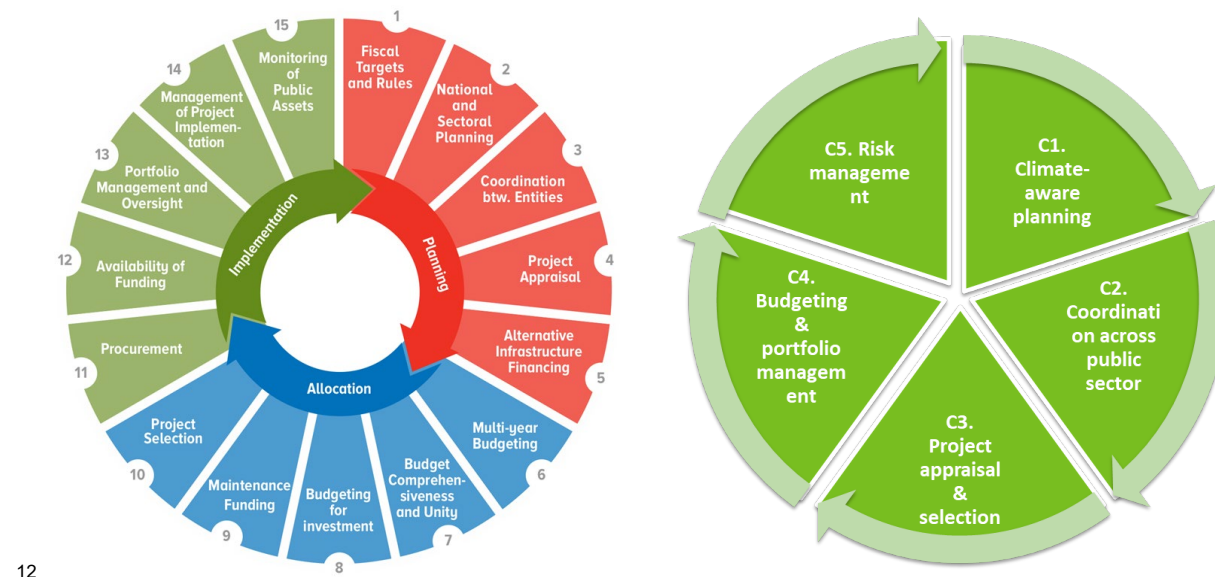 1
Fiscal
Targets
and Rules
2
National
and
Sectoral
Planning
3
Coordination
btw. Entities
4
Project
Appraisal
5
Alternative
Infrastructure
Financing
6
Multi-year
Budgeting
7
Budget
Comprehen-
siveness
and Unity
8
Budgeting
for
investment
9
Maintenance
Funding
10
Project
Selection
11
Procurement
12
Availability of
Funding
13
Portfolio
Management and
Oversight
14
Management
of Project
Implemen-
tation
15
Monitoring
of
Public
Assets
Planning
Allocation
Implementation
C1.
Climate-
aware
planning
C2.
Coordinati
on across
public
sector
C3.
Project
appraisal
&
selection
C4.
Budgeting
&
portfolio
managem
ent
C5. Risk
manageme
nt
12